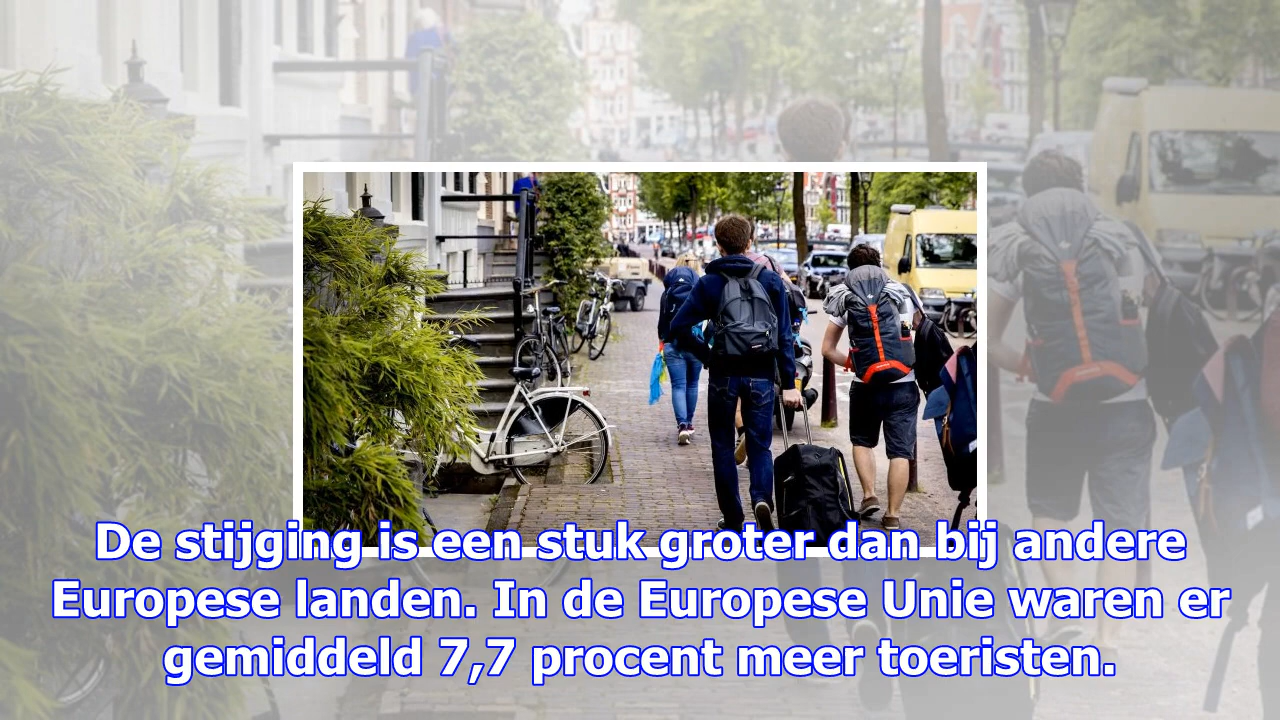 De stijging is een stuk groter dan bij andere
Europese landen. In de Europese Unie waren er
gemiddeld 7,7 procent meer toeristen.